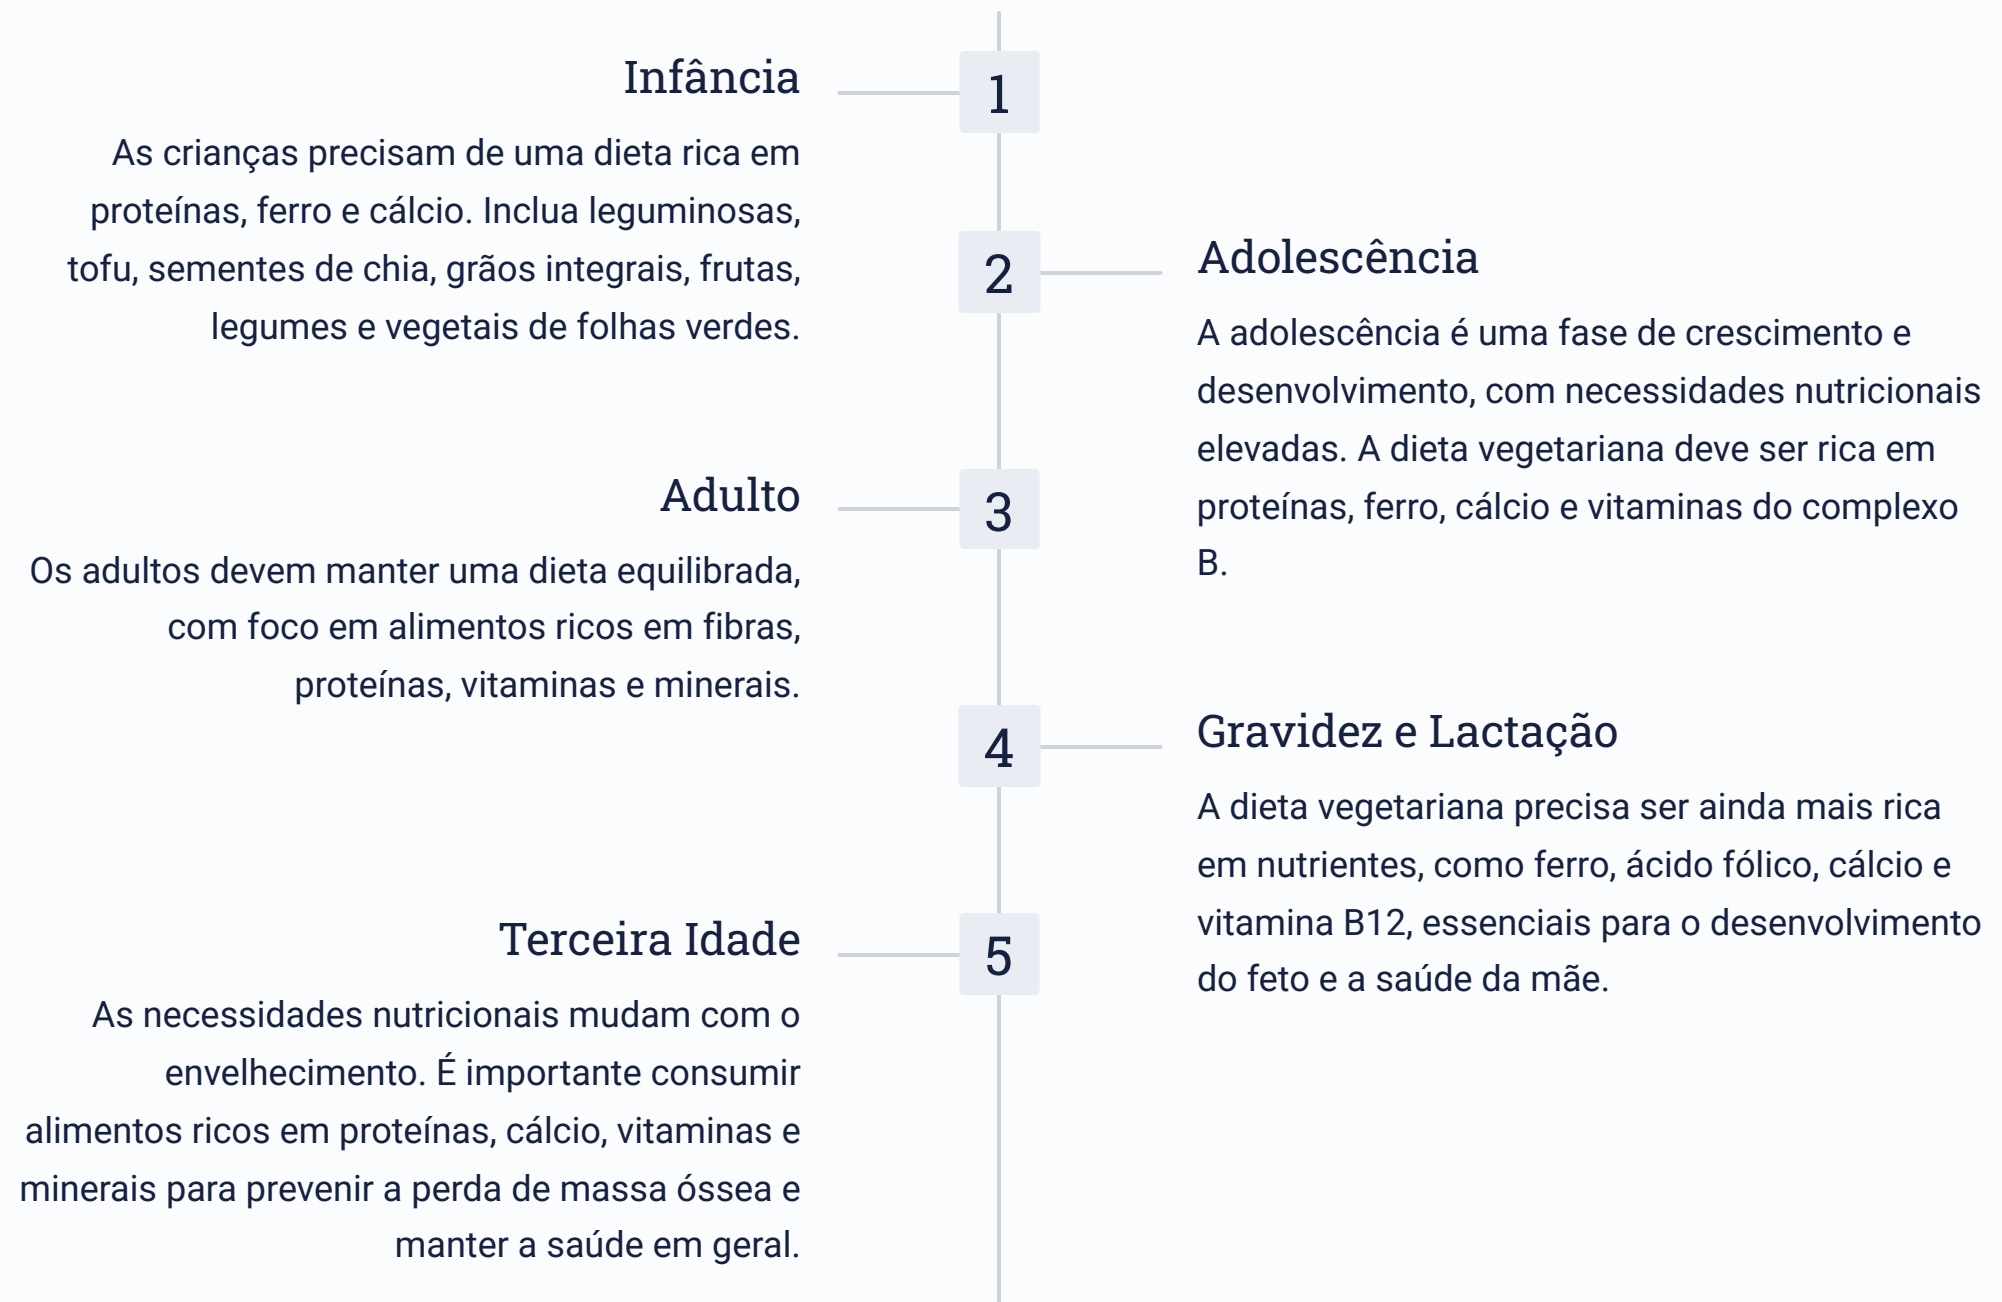 Infância
1
As crianças precisam de uma dieta rica em
proteínas, ferro e cálcio. Inclua leguminosas,
tofu, sementes de chia, grãos integrais, frutas,
legumes e vegetais de folhas verdes.
2
Adolescência
A adolescência é uma fase de crescimento e
desenvolvimento, com necessidades nutricionais
elevadas. A dieta vegetariana deve ser rica em
proteínas, ferro, cálcio e vitaminas do complexo
B.
Adulto
3
Os adultos devem manter uma dieta equilibrada,
com foco em alimentos ricos em fibras,
proteínas, vitaminas e minerais.
4
Gravidez e Lactação
A dieta vegetariana precisa ser ainda mais rica
em nutrientes, como ferro, ácido fólico, cálcio e
vitamina B12, essenciais para o desenvolvimento
do feto e a saúde da mãe.
Terceira Idade
5
As necessidades nutricionais mudam com o
envelhecimento. É importante consumir
alimentos ricos em proteínas, cálcio, vitaminas e
minerais para prevenir a perda de massa óssea e
manter a saúde em geral.